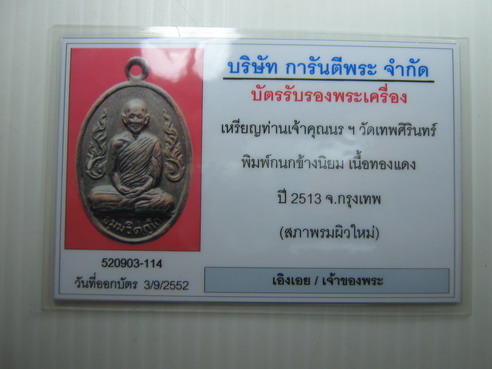 บริษัท การันตีพระ จำกัด
บัตรรับรองพระเครื่อง
เหรียญท่านเจ้าคุณนร ฯ วัดเทพศิรินทร์
พิมพ์กนกข้างนิยม เนื้อทองแดง
ปี 2513 จ.กรุงเทพ
(สภาพรมผิวใหม่)
520903-114
วันที่ออกบัตร 3/9/2552
เอิงเอย / เจ้าของพระ